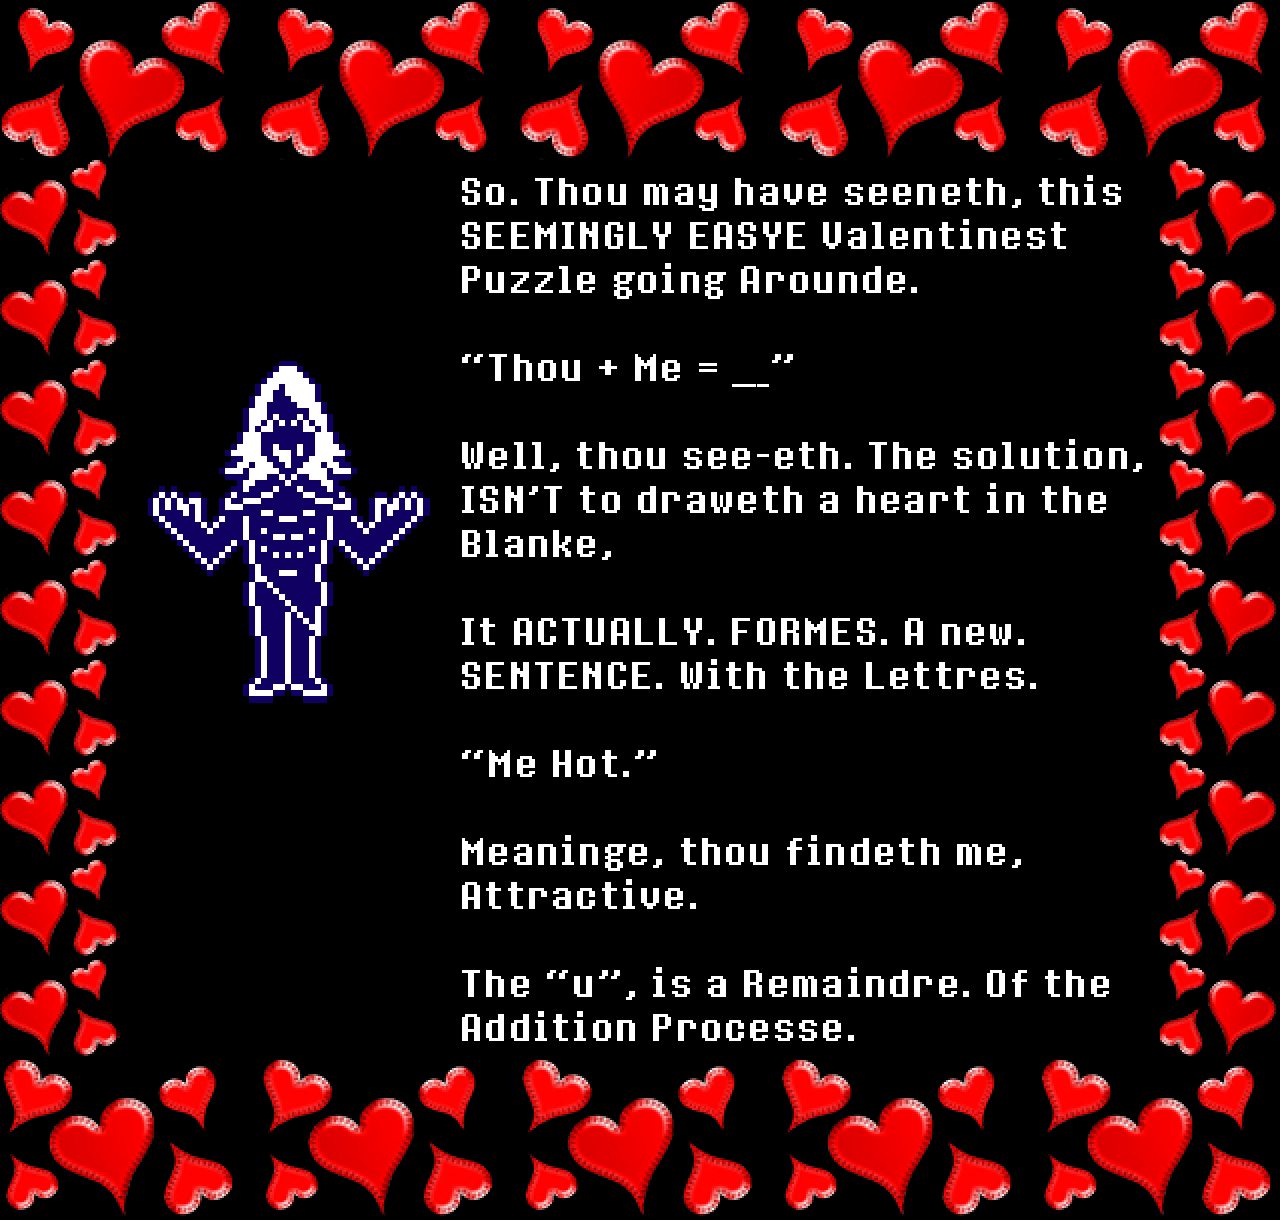 So. Thou may have seeneth, this
SEEMINGLY EASYE Valentinest
Puzzle going Arounde.
“Thou + Me = __”
Well, thou see-eth. The solution,
ISN’T to draweth a heart in the
Blanke,
It ACTUALLY. FORMES. A new.
SENTENCE. With the Lettres.
“Me Hot.”
Meaninge, thou findeth me,
Attractive.
The “u”, is a Remaindre. Of the
Addition Processe.